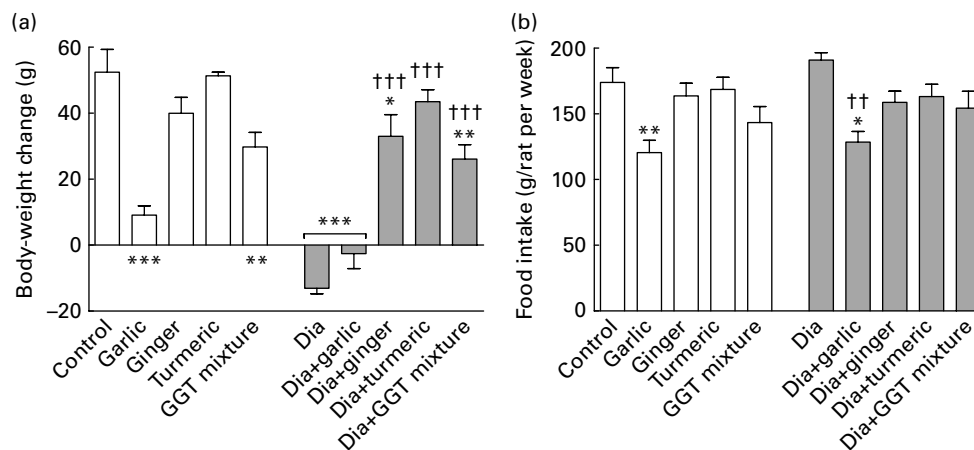 (a)
Body-weight change (g)
60
40
20
0
–20
***
**
***
†††
*
†††
†††
**
Control
Garlic
Ginger
Turmeric
GGT mixture
Dia
Dia+garlic
Dia+ginger
Dia+turmeric
Dia+GGT mixture
(b)
Food intake (g/rat per week)
200
150
100
50
0
**
††
*
Control
Garlic
Ginger
Turmeric
GGT mixture
Dia
Dia+garlic
Dia+ginger
Dia+turmeric
Dia+GGT mixture